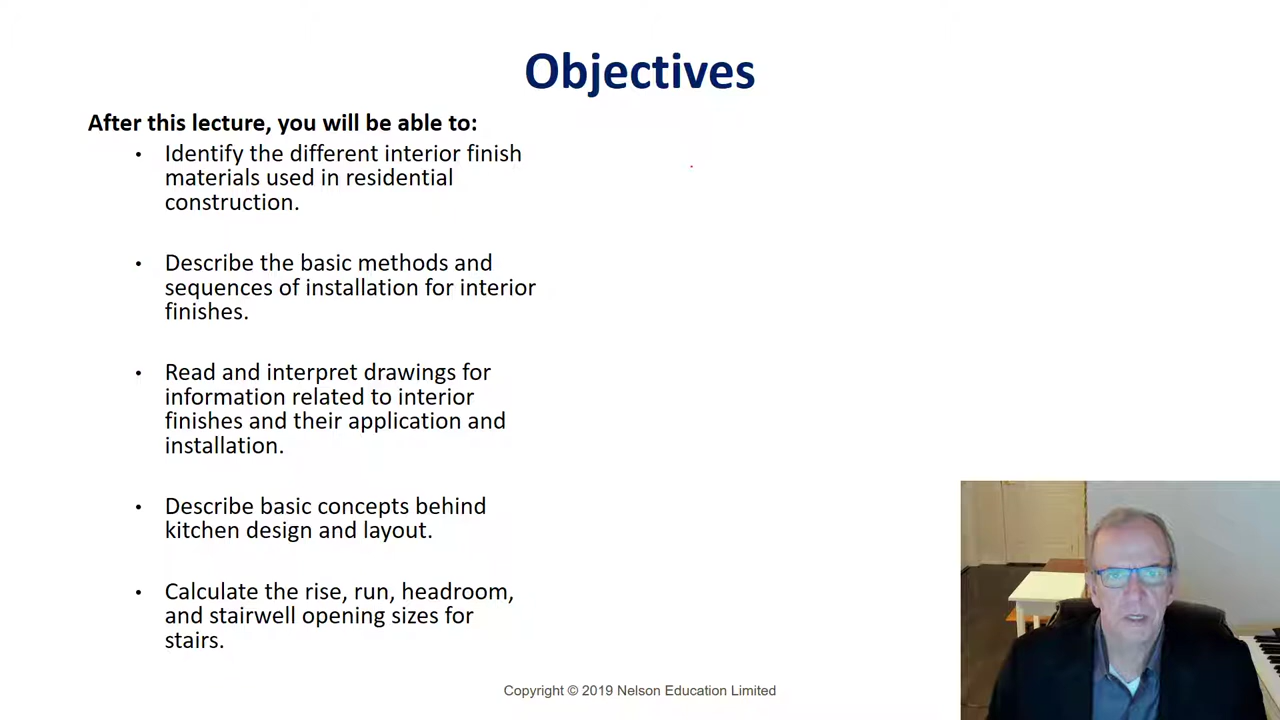 Objectives
After this lecture, you will be able to:
• Identify the different interior finish
materials used in residential
construction.
• Describe the basic methods and
sequences of installation for interior
finishes.
• Read and interpret drawings for
information related to interior
finishes and their application and
installation.
• Describe basic concepts behind
kitchen design and layout.
• Calculate the rise, run, headroom,
and stairwell opening sizes for
stairs.
Copyright © 2019 Nelson Education Limited